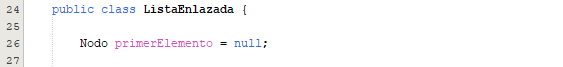 24 public class ListaEnlazada {
25
26 Nodo primerElemento = null;
27